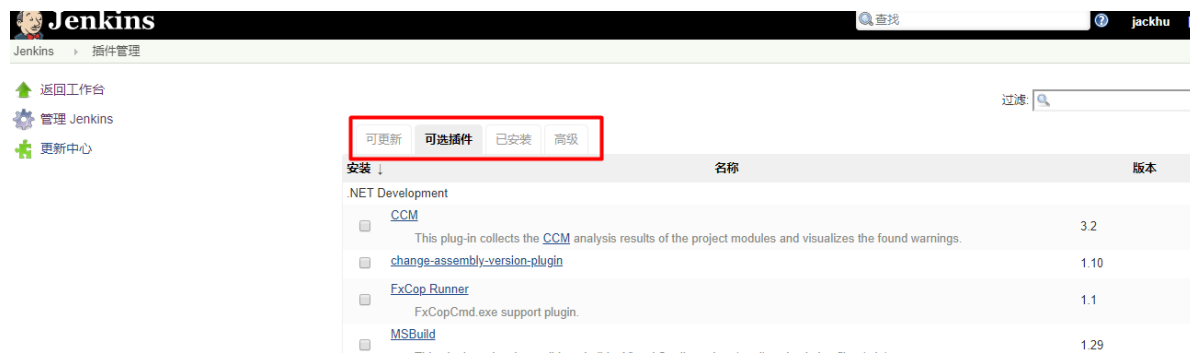 Jenkins
查找
jackhu
Jenkins 插件管理
返回工作台
管理 Jenkins
更新中心
过滤:
可更新 可选插件 已安装 高级
安装 ↓ 名称 版本
.NET Development
CCM
This plug-in collects the CCM analysis results of the project modules and visualizes the found warnings.
3.2
change-assembly-version-plugin
1.10
FxCop Runner
FxCopCmd.exe support plugin.
1.1
MSBuild
1.29